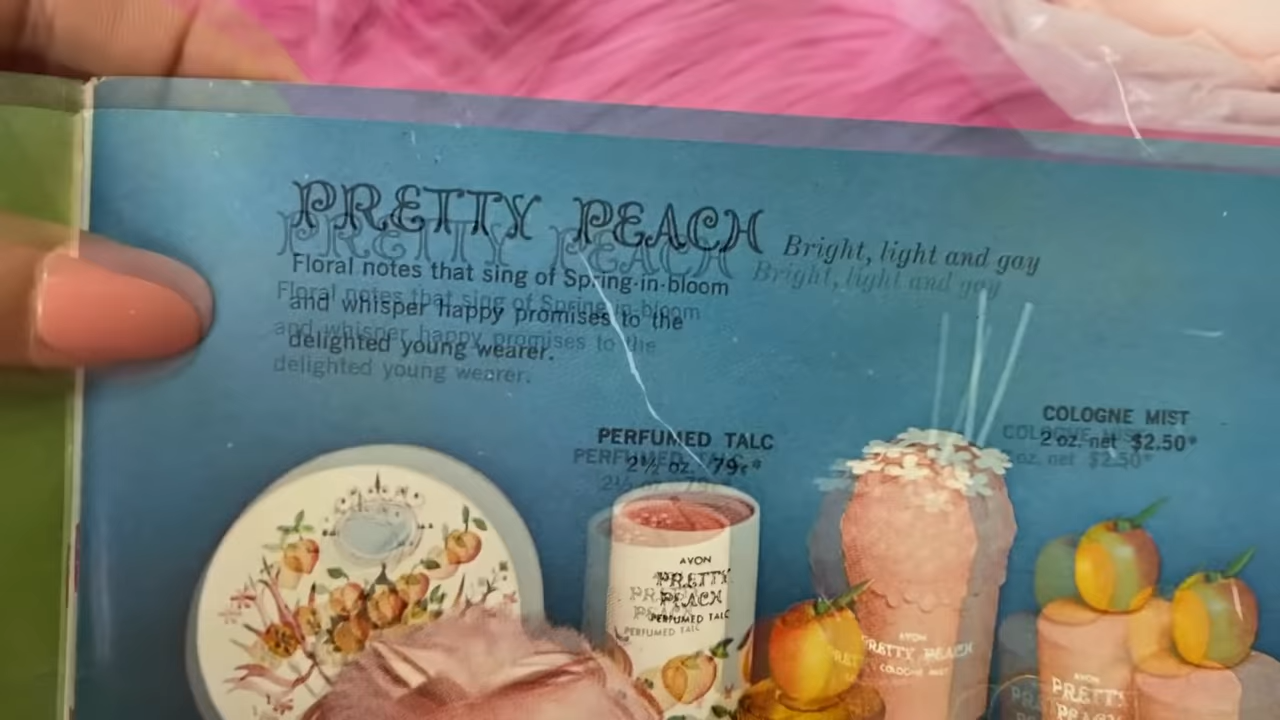 PRETTY PEACH Bright, light and gay
Floral notes that sing of Spring-in-bloom
and whisper happy promises to the
delighted young wearer.
PERFUMED TALC
2½ oz. 79¢*
COLOGNE MIST
2 oz. net $2.50*
AVON
PRETTY
PEACH
PERFUMED TALC
AVON
PRETTY PEACH
COLOGNE MIST
AVON
PRETTY
PEACH